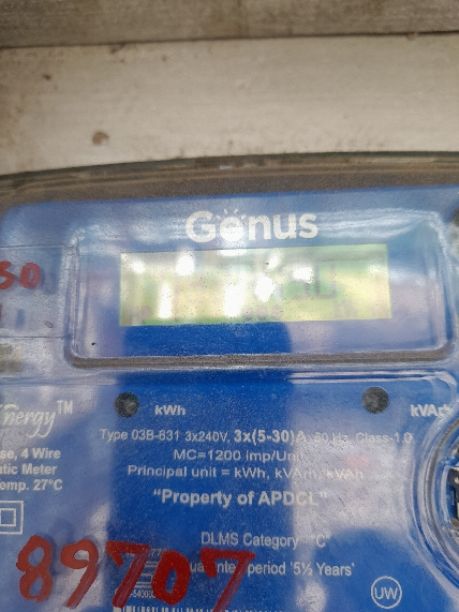 Genus
50
Energy™
kWh
kVArh
Type 03B-631 3x240V, 3x(5-30)A, 50 Hz, Class-1.0
se, 4 Wire
MC=1200 imp/Unit
tic Meter
Principal unit = kWh, kVArh, kVAh
emp. 27°C
"Property of APDCL"
DLMS Category "C"
89707
period '5½ Years'
UW